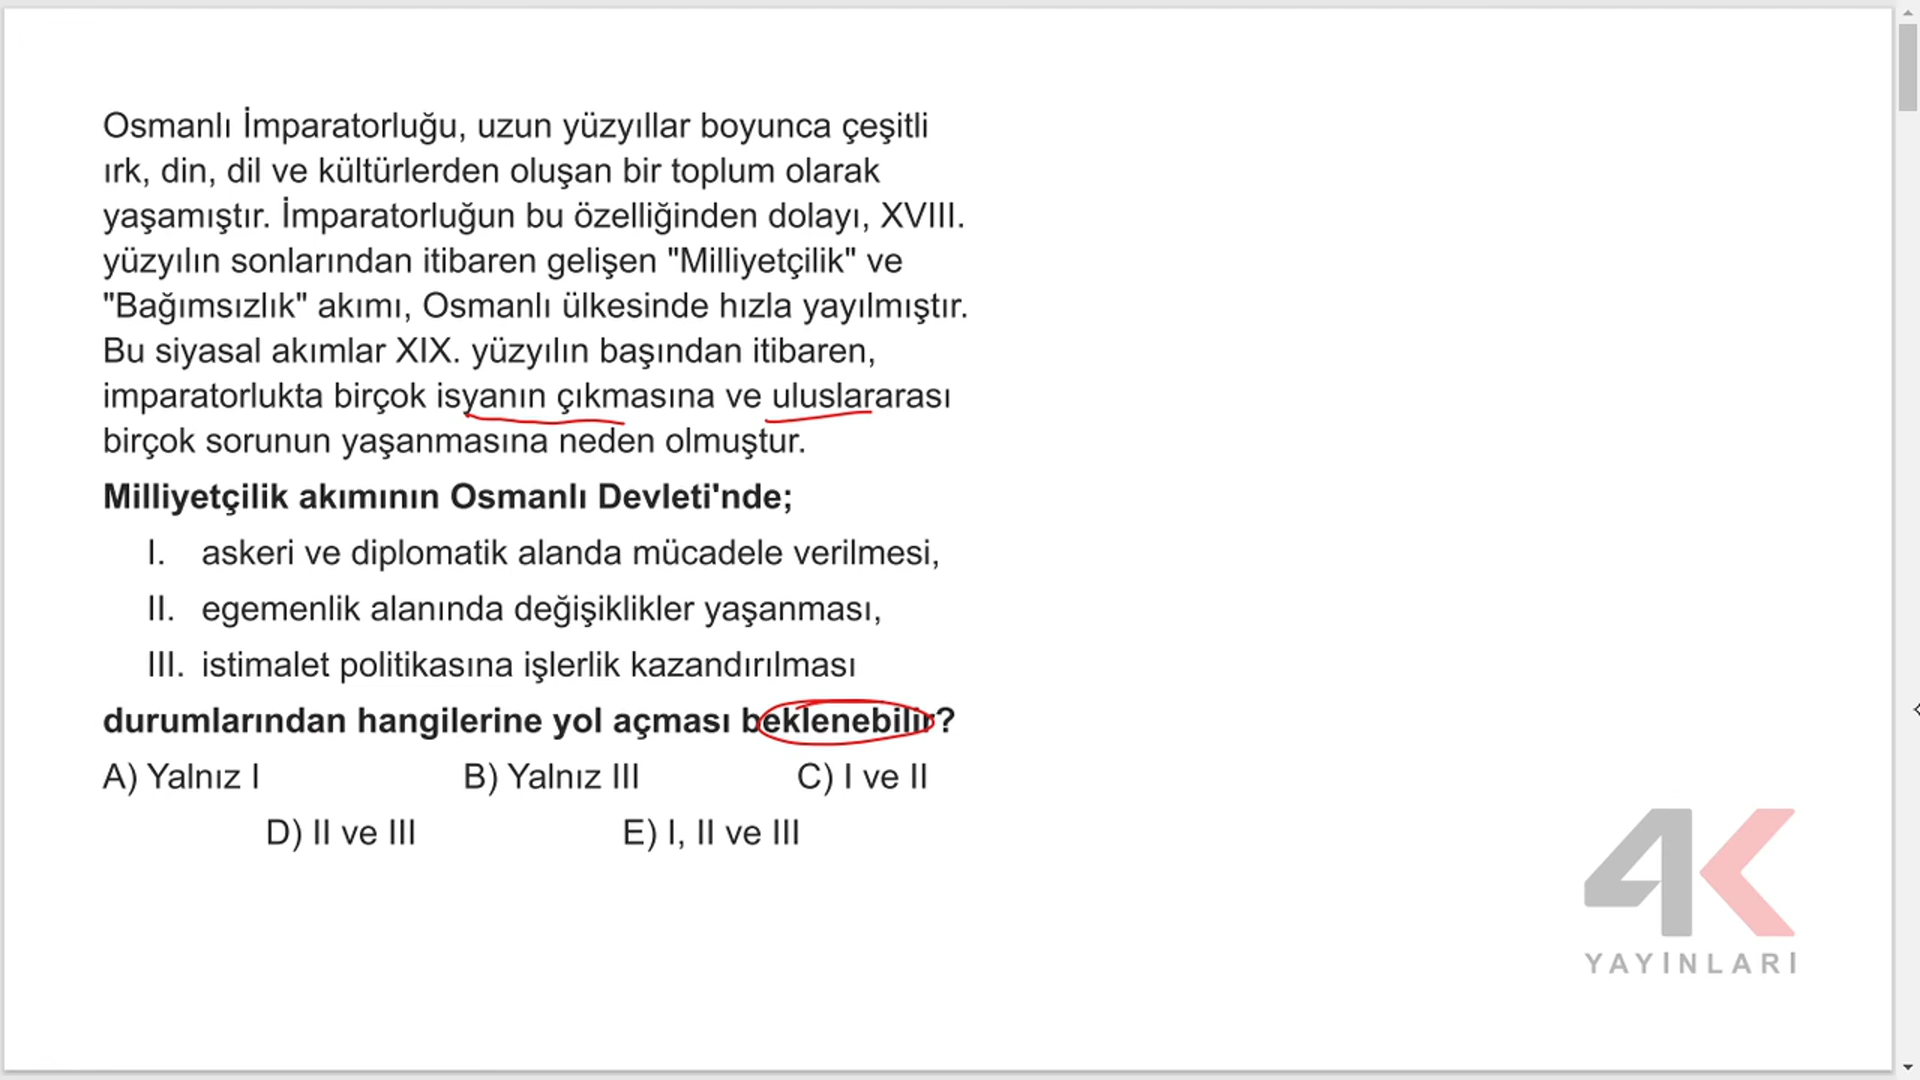 Osmanlı İmparatorluğu, uzun yüzyıllar boyunca çeşitli
ırk, din, dil ve kültürlerden oluşan bir toplum olarak
yaşamıştır. İmparatorluğun bu özelliğinden dolayı, XVIII.
yüzyılın sonlarından itibaren gelişen "Milliyetçilik" ve
"Bağımsızlık" akımı, Osmanlı ülkesinde hızla yayılmıştır.
Bu siyasal akımlar XIX. yüzyılın başından itibaren,
imparatorlukta birçok isyanın çıkmasına ve uluslararası
birçok sorunun yaşanmasına neden olmuştur.
Milliyetçilik akımının Osmanlı Devleti'nde;
I. askeri ve diplomatik alanda mücadele verilmesi,
II. egemenlik alanında değişiklikler yaşanması,
III. istimalet politikasına işlerlik kazandırılması
durumlarından hangilerine yol açması beklenebilir?
A) Yalnız I B) Yalnız III C) I ve II
D) II ve III E) I, II ve III
4K
YAYINLARI